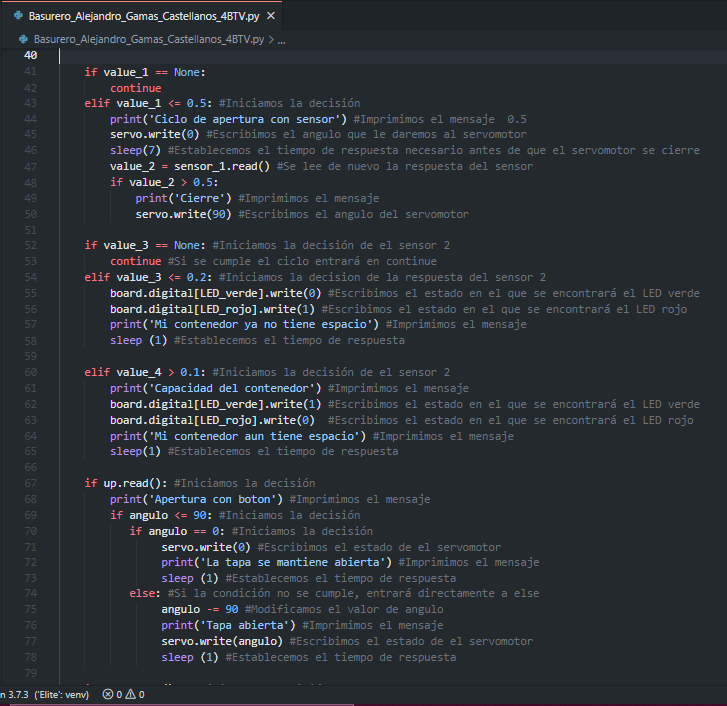 Basurero_Alejandro_Gamas_Castellanos_4BTV.py ×
Basurero_Alejandro_Gamas_Castellanos_4BTV.py > ...
40
41 if value_1 == None:
42 continue
43 elif value_1 <= 0.5: #Iniciamos la decisión
44 print('Ciclo de apertura con sensor') #Imprimimos el mensaje  0.5
45 servo.write(0) #Escribimos el angulo que le daremos al servomotor
46 sleep(7) #Establecemos el tiempo de respuesta necesario antes de que el servomotor se cierre
47 value_2 = sensor_1.read() #Se lee de nuevo la respuesta del sensor
48 if value_2 > 0.5:
49 print('Cierre') #Imprimimos el mensaje
50 servo.write(90) #Escribimos el angulo del servomotor
51
52 if value_3 == None: #Iniciamos la decisión de el sensor 2
53 continue #Si se cumple el ciclo entrará en continue
54 elif value_3 <= 0.2: #Iniciamos la decision de la respuesta del sensor 2
55 board.digital[LED_verde].write(0) #Escribimos el estado en el que se encontrará el LED verde
56 board.digital[LED_rojo].write(1) #Escribimos el estado en el que se encontrará el LED rojo
57 print('Mi contenedor ya no tiene espacio') #Imprimimos el mensaje
58 sleep (1) #Establecemos el tiempo de respuesta
59
60 elif value_4 > 0.1: #Iniciamos la decisión de el sensor 2
61 print('Capacidad del contenedor') #Imprimimos el mensaje
62 board.digital[LED_verde].write(1) #Escribimos el estado en el que se encontrará el LED verde
63 board.digital[LED_rojo].write(0)  #Escribimos el estado en el que se encontrará el LED rojo
64 print('Mi contenedor aun tiene espacio') #Imprimimos el mensaje
65 sleep(1) #Establecemos el tiempo de respuesta
66
67 if up.read(): #Iniciamos la decisión
68 print('Apertura con boton') #Imprimimos el mensaje
69 if angulo <= 90: #Iniciamos la decisión
70 if angulo == 0: #Iniciamos la decisión
71 servo.write(0) #Escribimos el estado de el servomotor
72 print('La tapa se mantiene abierta') #Imprimimos el mensaje
73 sleep (1) #Establecemos el tiempo de respuesta
74 else: #Si la condición no se cumple, entrará directamente a else
75 angulo -= 90 #Modificamos el valor de angulo
76 print('Tapa abierta') #Imprimimos el mensaje
77 servo.write(angulo) #Escribimos el estado de el servomotor
78 sleep (1) #Establecemos el tiempo de respuesta
79
n 3.7.3 ('Elite': venv) 0 0